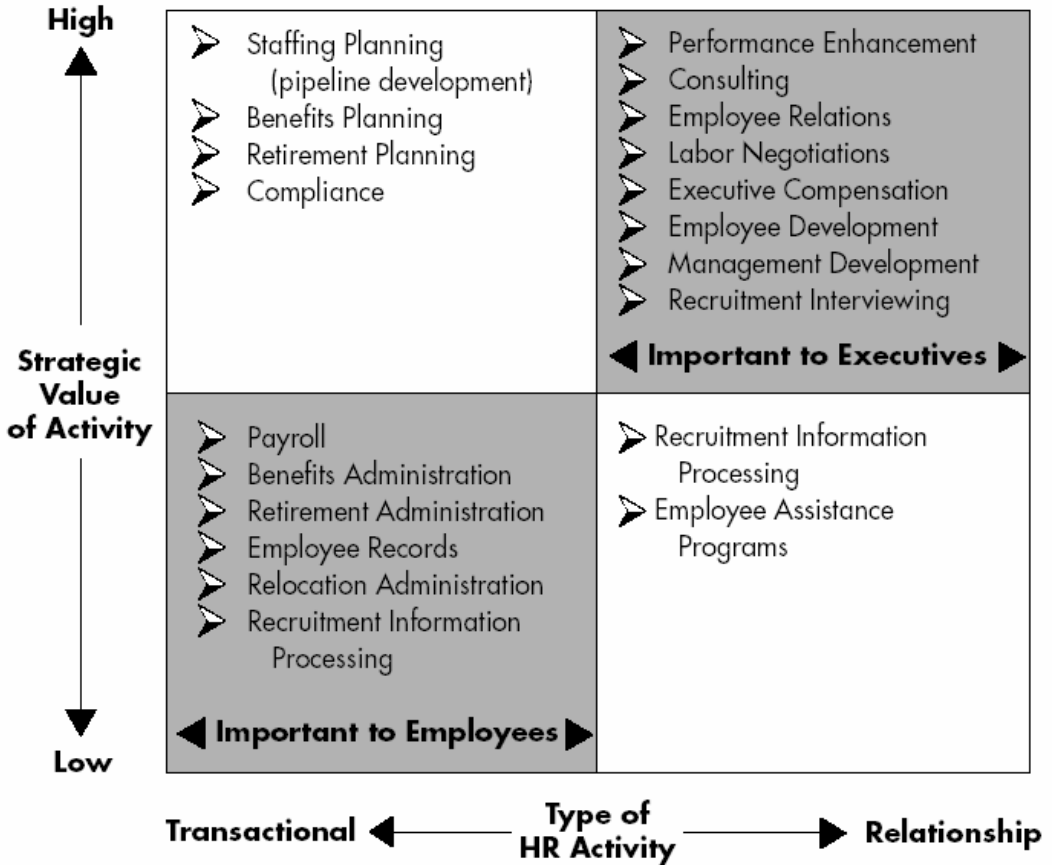 High
Staffing Planning
(pipeline development)
Benefits Planning
Retirement Planning
Compliance
Performance Enhancement
Consulting
Employee Relations
Labor Negotiations
Executive Compensation
Employee Development
Management Development
Recruitment Interviewing
Important to Executives
Strategic
Value
of Activity
Payroll
Benefits Administration
Retirement Administration
Employee Records
Relocation Administration
Recruitment Information
Processing
Important to Employees
Recruitment Information
Processing
Employee Assistance
Programs
Low
Transactional
Type of
HR Activity
Relationship